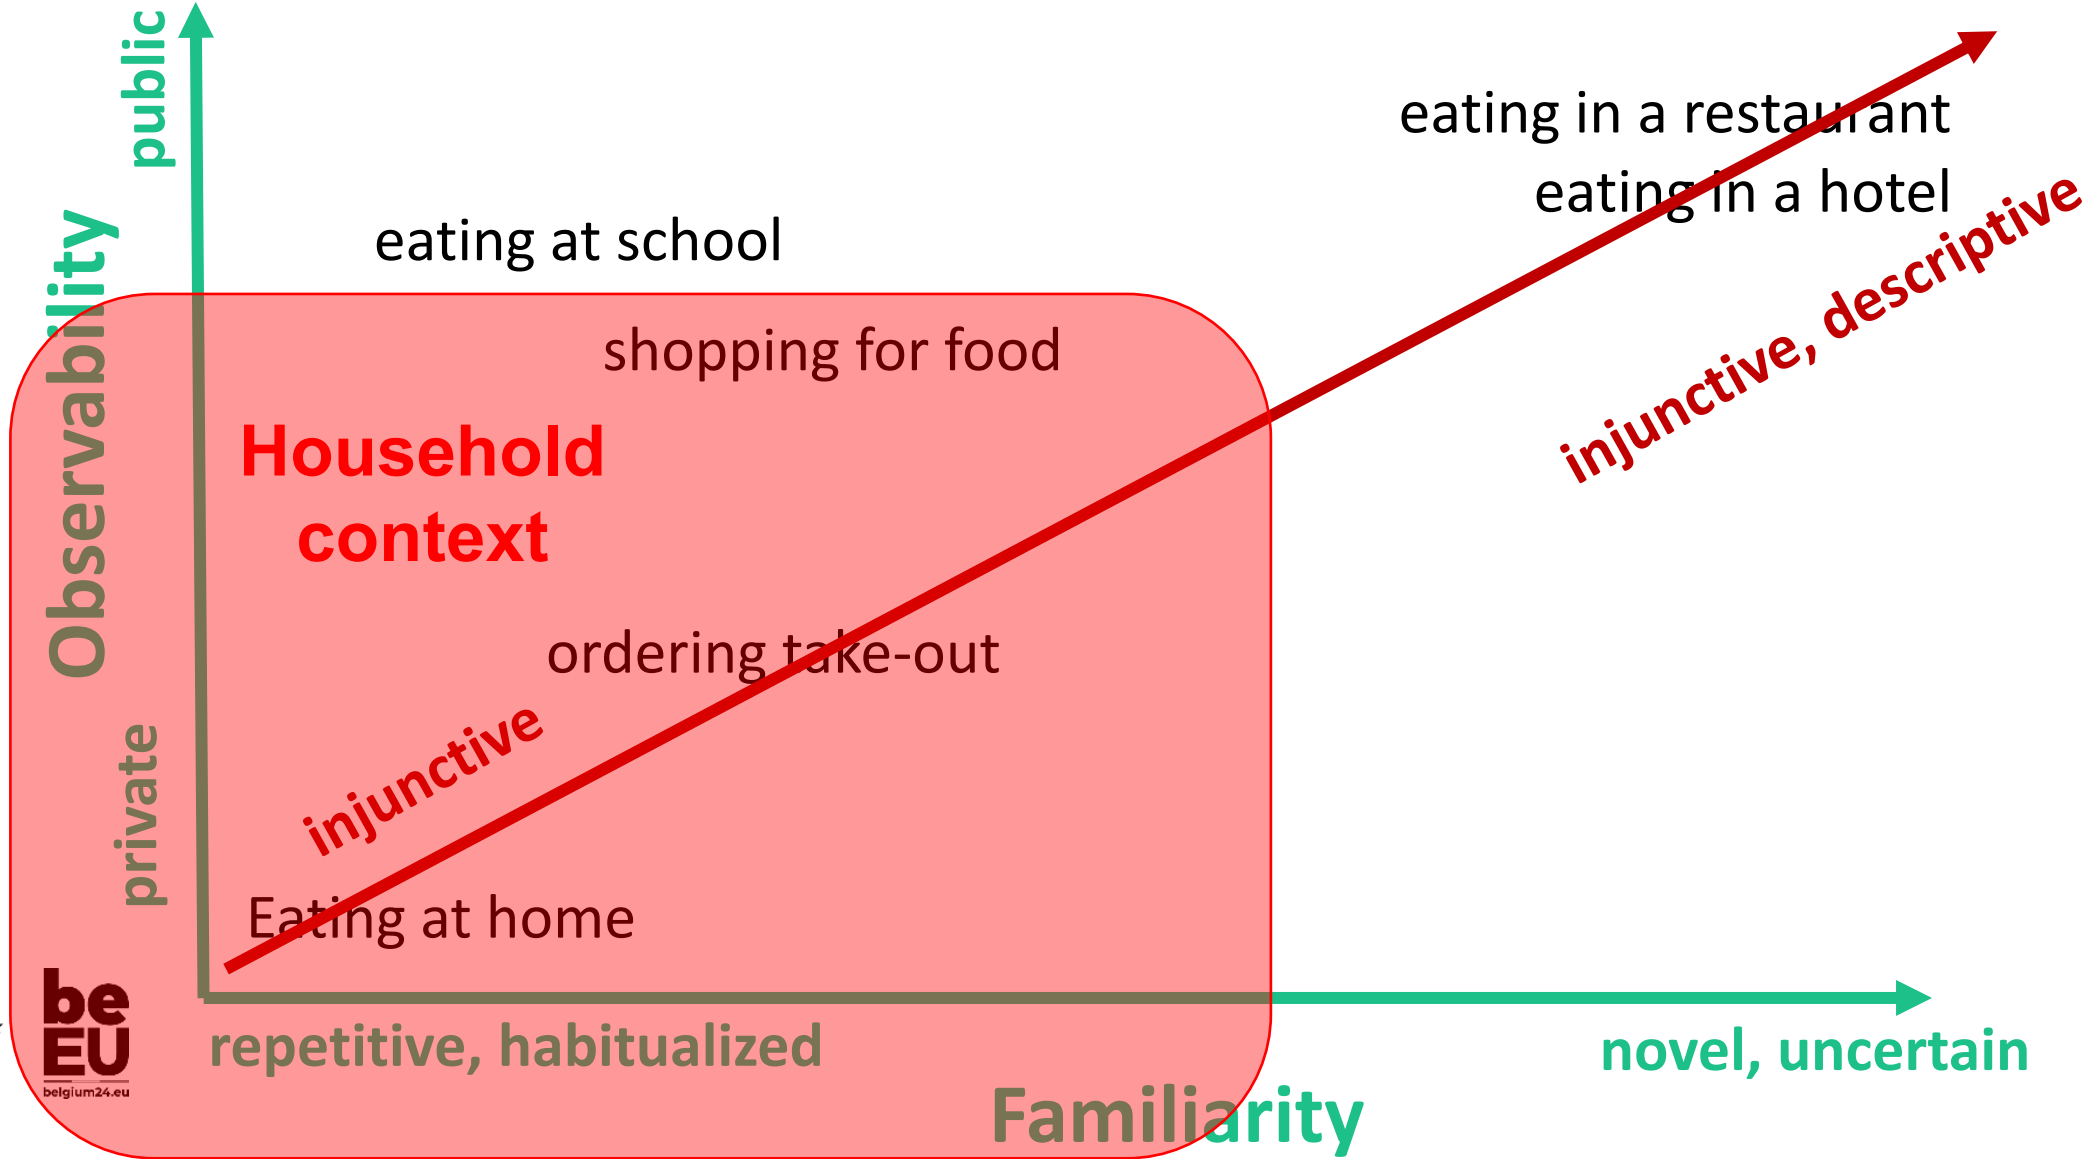 public
Observability
private
eating in a restaurant
eating in a hotel
eating at school
injunctive, descriptive
shopping for food
Household
context
ordering take-out
injunctive
Eating at home
be
EU
belgium24.eu
repetitive, habitualized
novel, uncertain
Familiarity